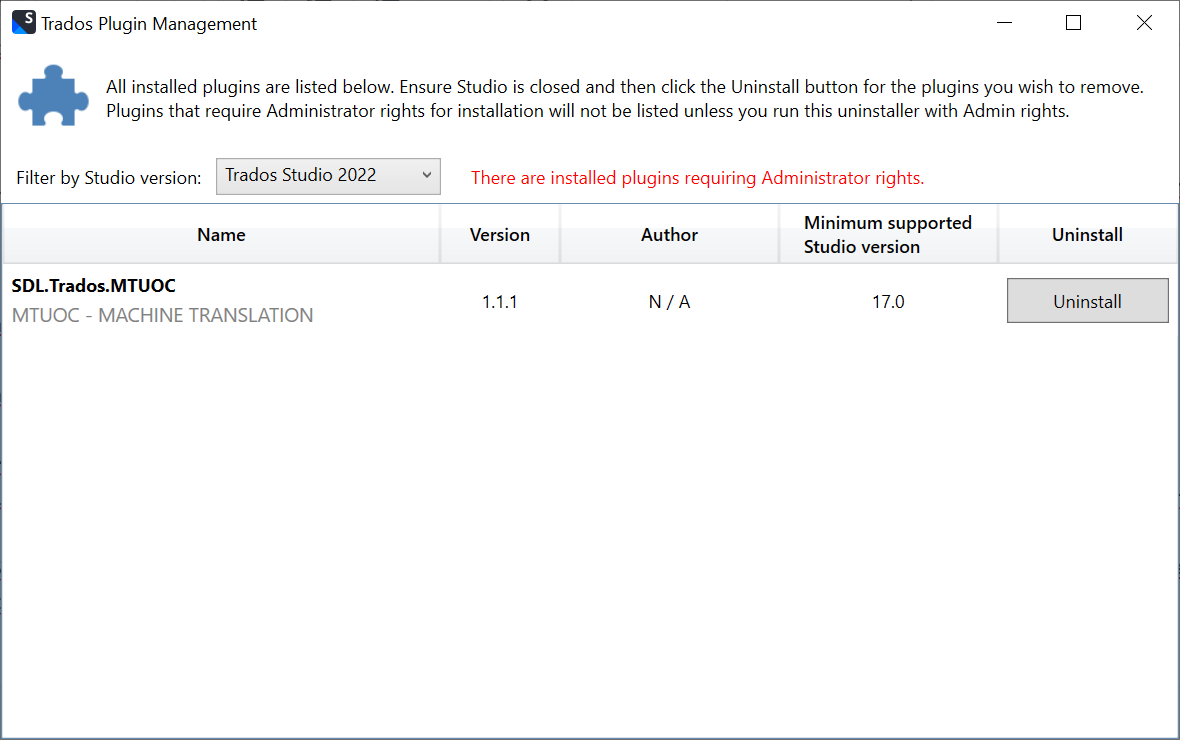 Trados Plugin Management
All installed plugins are listed below. Ensure Studio is closed and then click the Uninstall button for the plugins you wish to remove.
Plugins that require Administrator rights for installation will not be listed unless you run this uninstaller with Admin rights.
Filter by Studio version: Trados Studio 2022 There are installed plugins requiring Administrator rights.
Name Version Author Minimum supported Uninstall
Studio version
SDL.Trados.MTUOC
MTUOC - MACHINE TRANSLATION
1.1.1 N / A 17.0 Uninstall